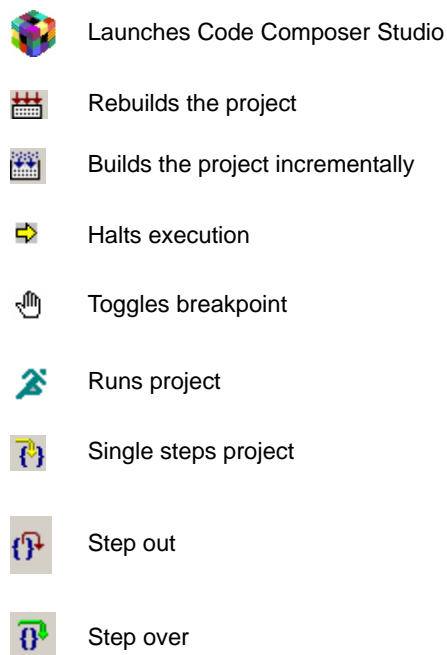 Launches Code Composer Studio
Rebuilds the project
Builds the project incrementally
Halts execution
Toggles breakpoint
Runs project
Single steps project
Step out
Step over